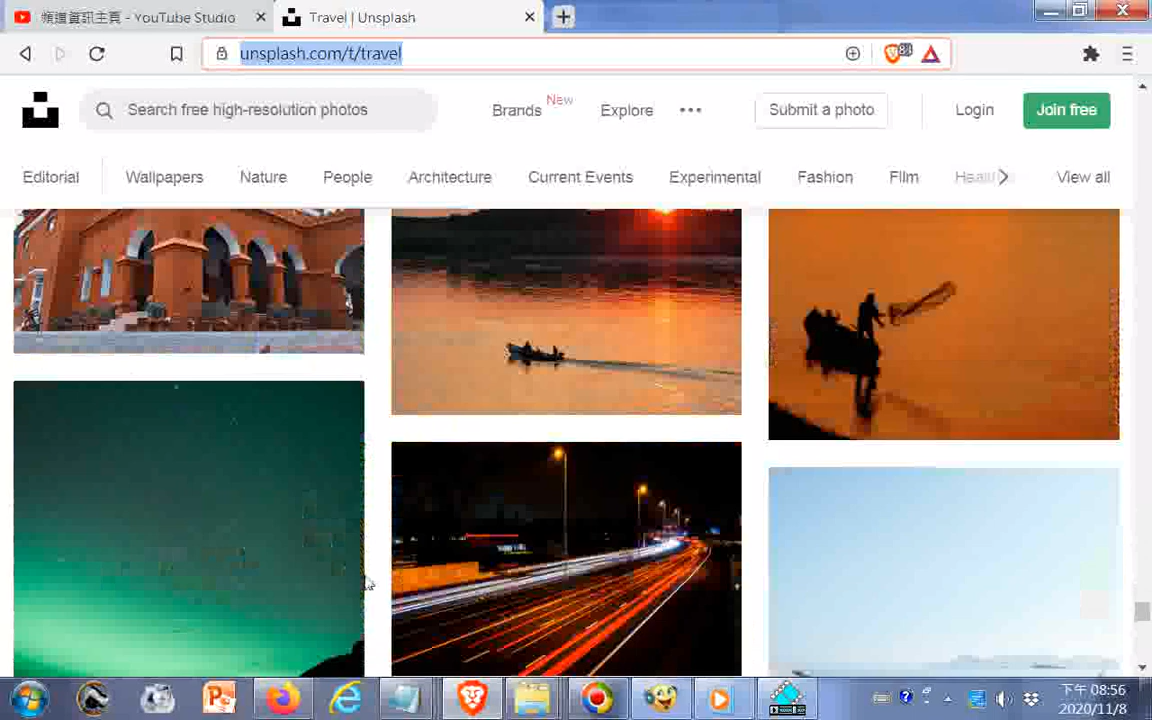 頻道資訊主頁 - YouTube Studio
Travel | Unsplash
unsplash.com/t/travel
Search free high-resolution photos
Brands New
Explore
Submit a photo
Login
Join free
Editorial
Wallpapers
Nature
People
Architecture
Current Events
Experimental
Fashion
Film
View all
下午 08:56
2020/11/8